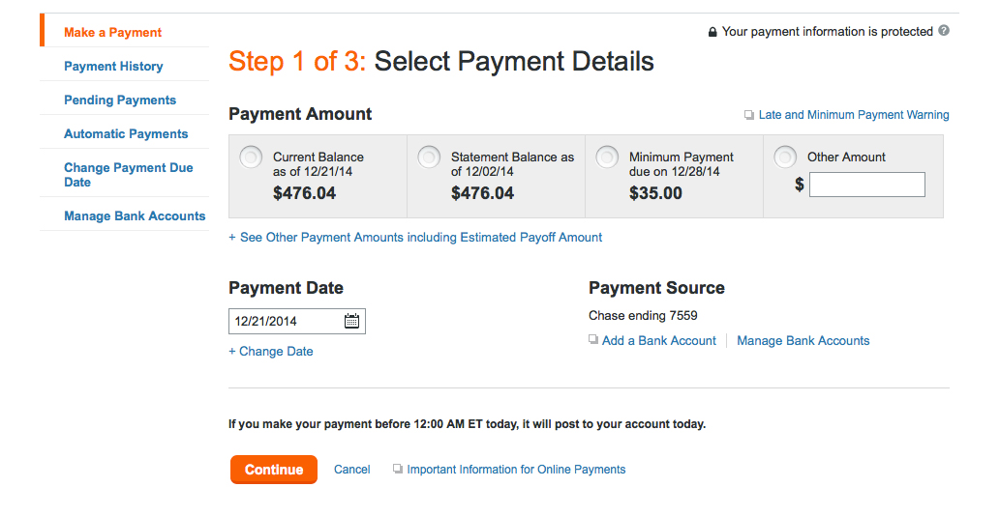 Make a Payment
Payment History
Pending Payments
Automatic Payments
Change Payment Due
Date
Manage Bank Accounts
Your payment information is protected ?
Step 1 of 3: Select Payment Details
Payment Amount
Late and Minimum Payment Warning
Current Balance
as of 12/21/14
$476.04
Statement Balance as
of 12/02/14
$476.04
Minimum Payment
due on 12/28/14
$35.00
Other Amount
$
+ See Other Payment Amounts including Estimated Payoff Amount
Payment Date
12/21/2014
+ Change Date
Payment Source
Chase ending 7559
Add a Bank Account
Manage Bank Accounts
If you make your payment before 12:00 AM ET today, it will post to your account today.
Continue
Cancel
Important Information for Online Payments